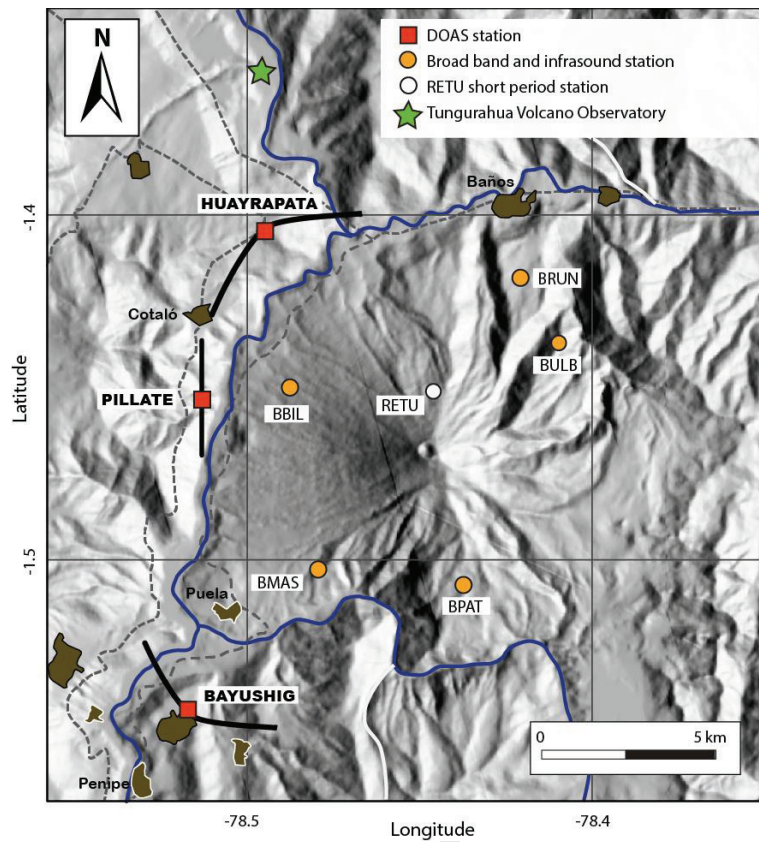 N
DOAS station
Broad band and infrasound station
RETU short period station
Tungurahua Volcano Observatory
Baños
HUAYRAPATA
-1.4
BRUN
Cotaló
BULB
PILLATE
BBIL
RETU
Latitude
-1.5
BMAS
BPAT
Puela
BAYUSHIG
0
5 km
Penipe
-78.5
-78.4
Longitude